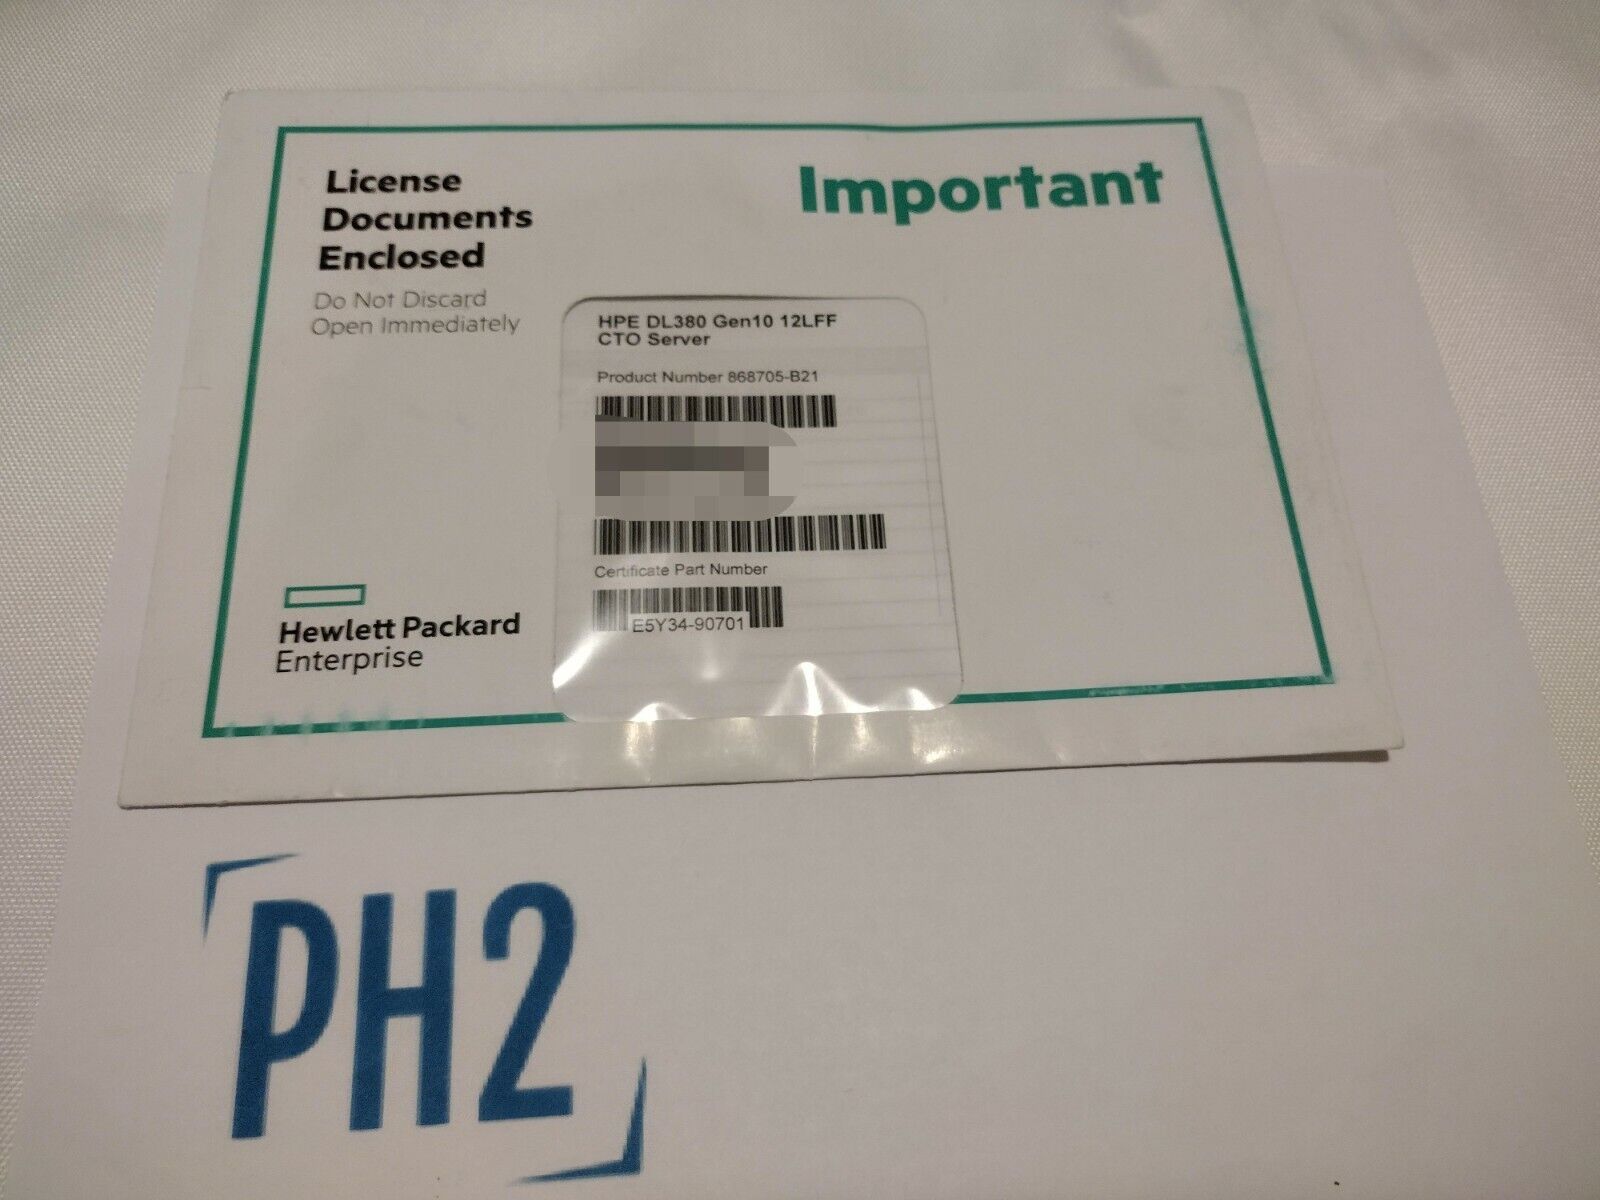 License
Documents
Enclosed
Do Not Discard
Open Immediately
Important
HPE DL380 Gen10 12LFF
CTO Server
Product Number 868705-B21
Certificate Part Number
E5Y34-90701
Hewlett Packard
Enterprise
PH2